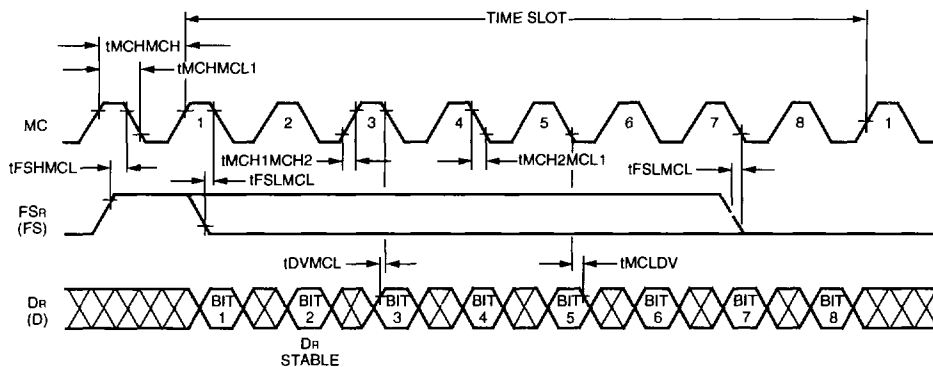 TIME SLOT
tMCHMCH
tMCHMCL1
MC
1 2 3 4 5 6 7 8 1
tMCH1MCH2
tMCH2MCL1
tFSHMCL
tFSLMCL
tFSLMCL
FSR
(FS)
tDVMCL
tMCLDV
DR
(D)
BIT 1
BIT 2
BIT 3
BIT 4
BIT 5
BIT 6
BIT 7
BIT 8
DR
STABLE